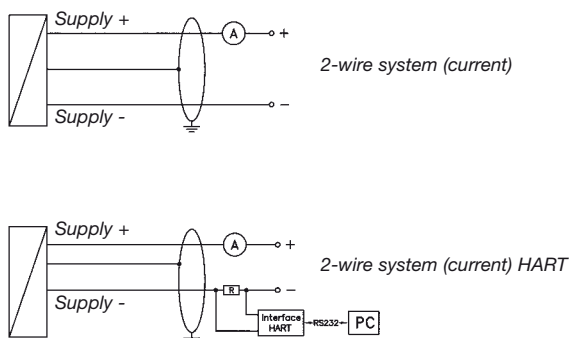 Supply +
A
+
2-wire system (current)
−
Supply -
Supply +
A
+
2-wire system (current) HART
R
−
Supply -
Interface
HART
RS232
PC